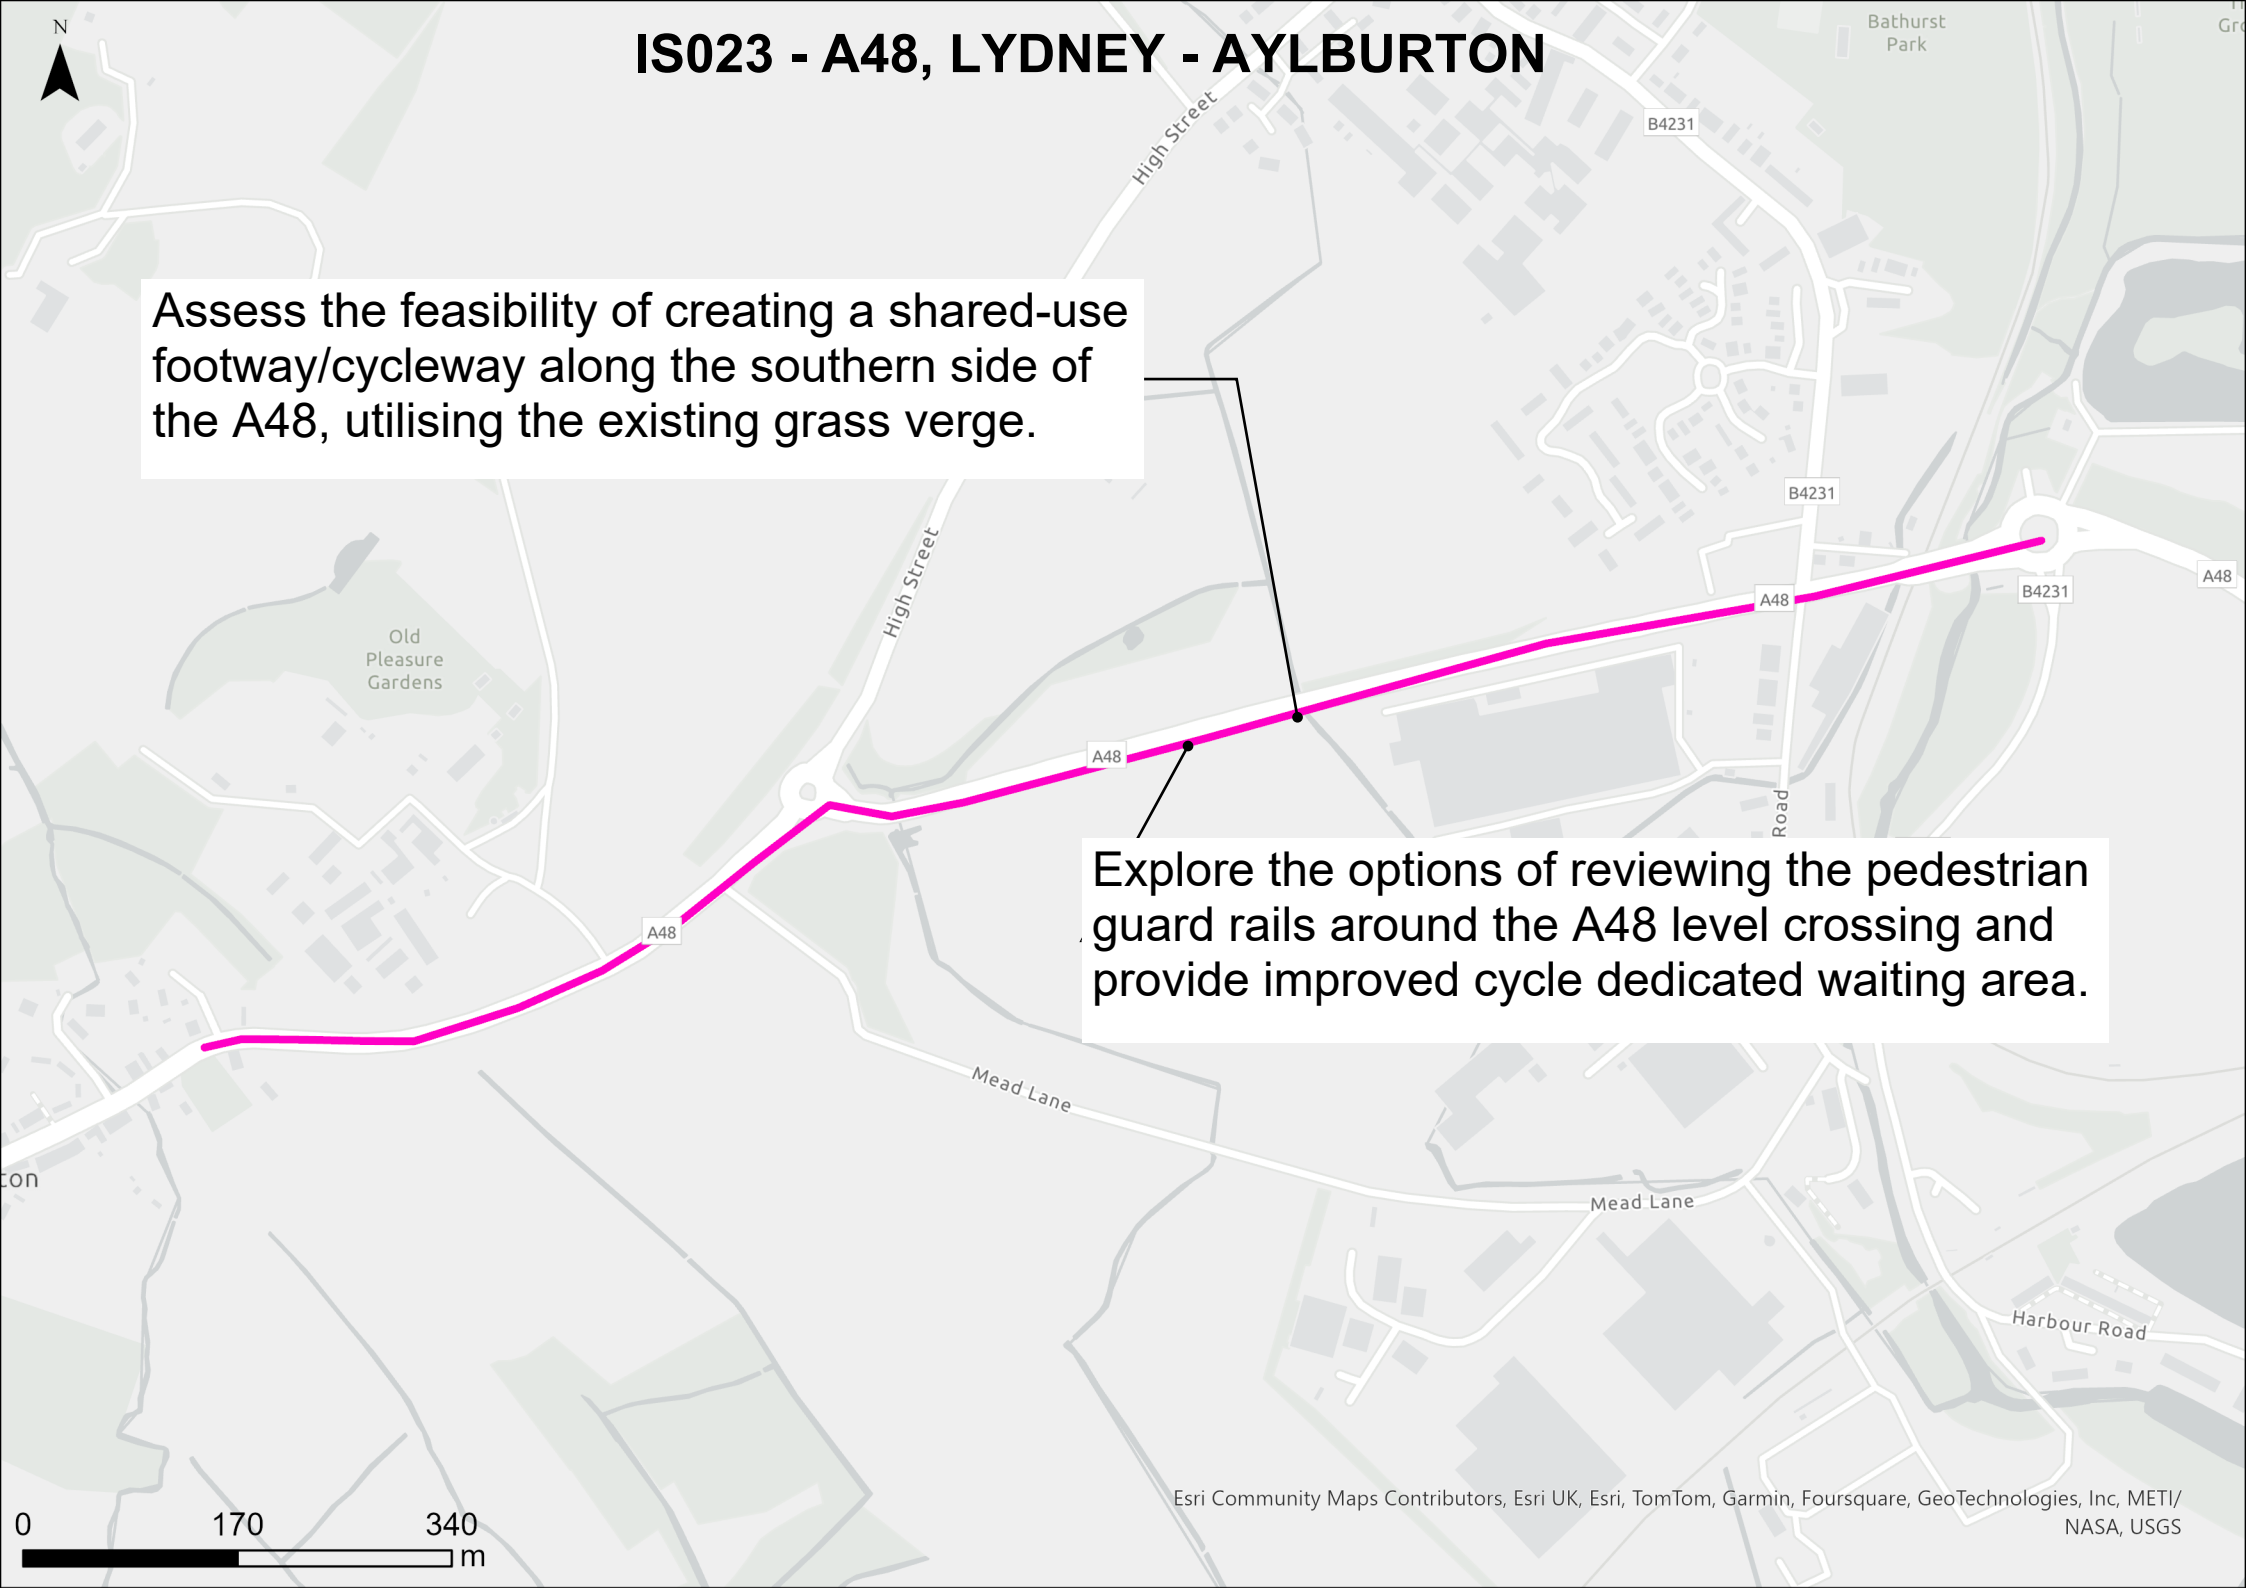 N
IS023 - A48, LYDNEY - AYLBURTON
Bathurst
Park
B4231
High Street
Assess the feasibility of creating a shared-use
footway/cycleway along the southern side of
the A48, utilising the existing grass verge.
B4231
High Street
A48
B4231
A48
Old
Pleasure
Gardens
A48
Road
A48
Explore the options of reviewing the pedestrian
guard rails around the A48 level crossing and
provide improved cycle dedicated waiting area.
Mead Lane
ton
Mead Lane
Harbour Road
Esri Community Maps Contributors, Esri UK, Esri, TomTom, Garmin, Foursquare, GeoTechnologies, Inc, METI/
NASA, USGS
0 170 340
m